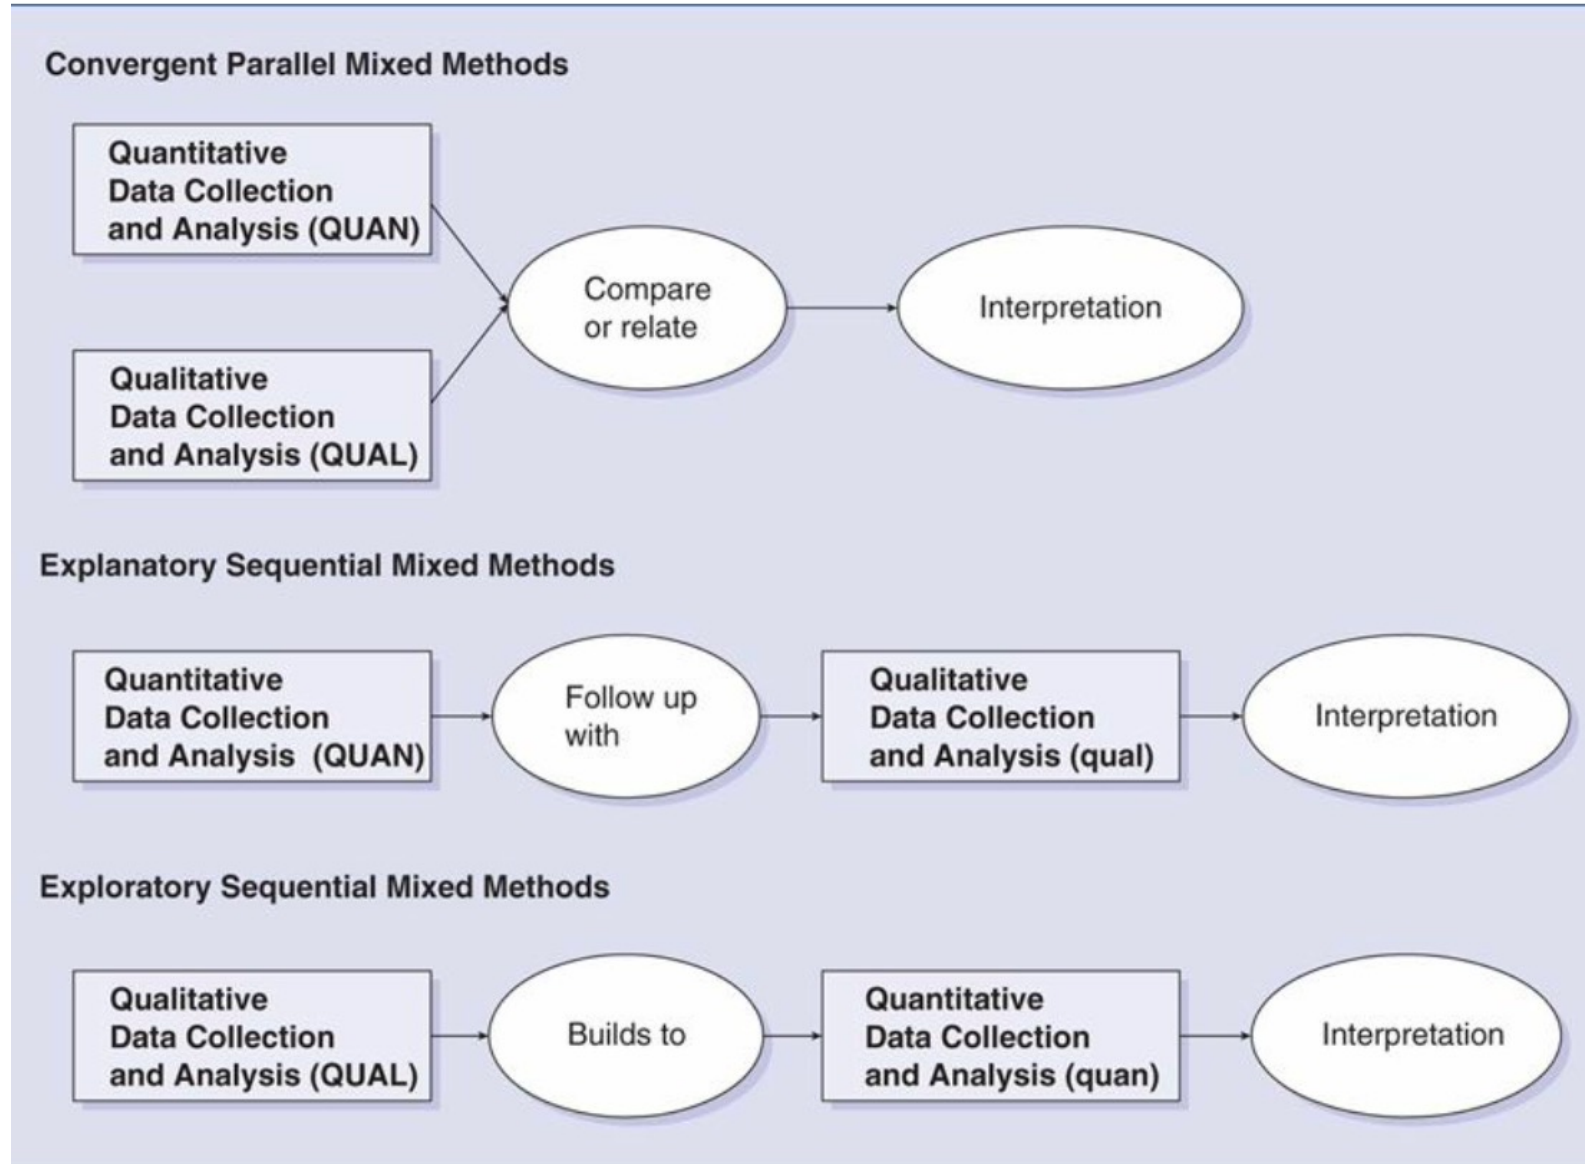 Convergent Parallel Mixed Methods
Quantitative
Data Collection
and Analysis (QUAN)
Compare
or relate
Interpretation
Qualitative
Data Collection
and Analysis (QUAL)
Explanatory Sequential Mixed Methods
Quantitative
Data Collection
and Analysis (QUAN)
Follow up
with
Qualitative
Data Collection
and Analysis (qual)
Interpretation
Exploratory Sequential Mixed Methods
Qualitative
Data Collection
and Analysis (QUAL)
Builds to
Quantitative
Data Collection
and Analysis (quan)
Interpretation